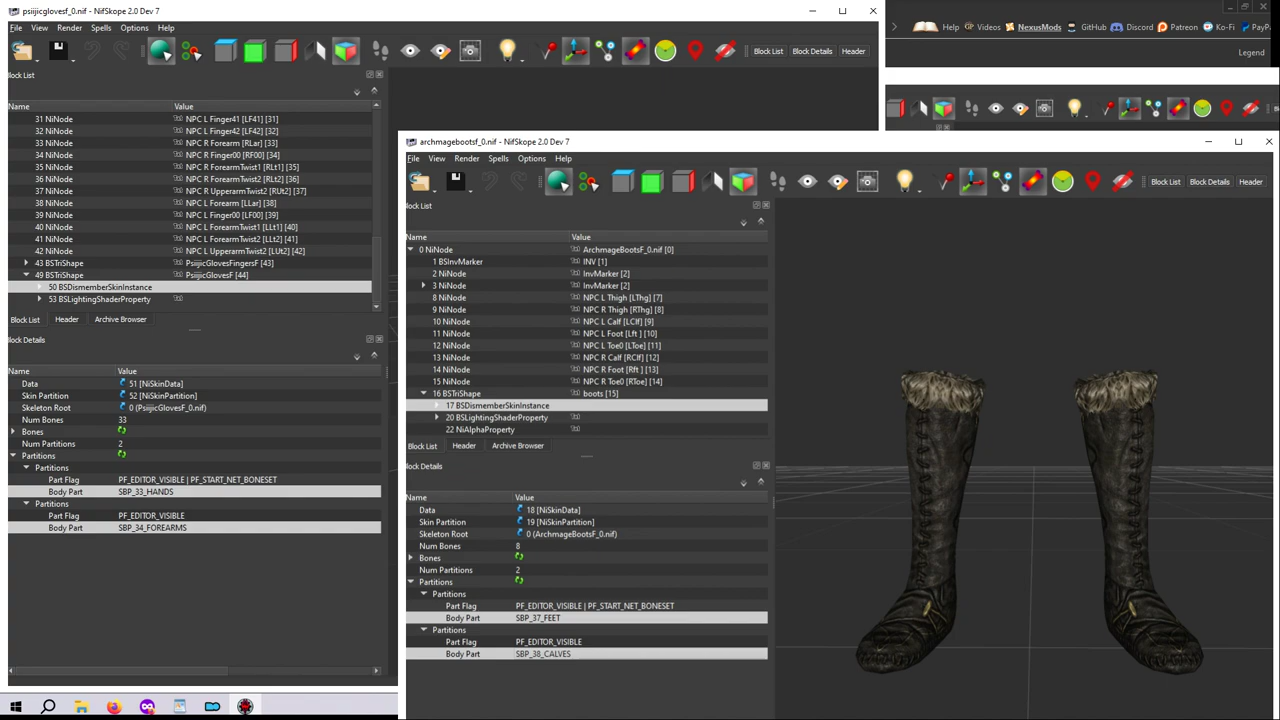 psiijicglovesf_0.nif - NifSkope 2.0 Dev 7
File View Render Spells Options Help
Block List Block Details Header
lock List
Name Value
31 NiNode NPC L Finger41 [LF41] [31]
32 NiNode NPC L Finger42 [LF42] [32]
33 NiNode NPC R Forearm [RLar] [33]
34 NiNode NPC R Finger00 [RF00] [34]
35 NiNode NPC R ForearmTwist1 [RLt1] [35]
36 NiNode NPC R ForearmTwist2 [RLt2] [36]
37 NiNode NPC R UpperarmTwist2 [RUt2] [37]
38 NiNode NPC L Forearm [LLar] [38]
39 NiNode NPC L Finger00 [LF00] [39]
40 NiNode NPC L ForearmTwist1 [LLt1] [40]
41 NiNode NPC L ForearmTwist2 [LLt2] [41]
42 NiNode NPC L UpperarmTwist2 [LUt2] [42]
43 BSTriShape PsiijicGlovesFingersF [43]
49 BSTriShape PsiijicGlovesF [44]
50 BSDismemberSkinInstance
53 BSLightingShaderProperty
Block List Header Archive Browser
lock Details
Name Value
Data 51 [NiSkinData]
Skin Partition 52 [NiSkinPartition]
Skeleton Root 0 (PsiijicGlovesF_0.nif)
Num Bones 33
Bones
Num Partitions 2
Partitions
Partitions
Part Flag PF_EDITOR_VISIBLE | PF_START_NET_BONESET
Body Part SBP_33_HANDS
Partitions
Part Flag PF_EDITOR_VISIBLE
Body Part SBP_34_FOREARMS
Help Videos NexusMods GitHub Discord Patreon Ko-Fi PayP
Legend
archmagebootsf_0.nif - NifSkope 2.0 Dev 7
File View Render Spells Options Help
Block List Block Details Header
lock List
Name Value
0 NiNode ArchmageBootsF_0.nif [0]
1 BSInvMarker INV [1]
2 NiNode InvMarker [2]
3 NiNode InvMarker [2]
8 NiNode NPC L Thigh [LThg] [7]
9 NiNode NPC R Thigh [RThg] [8]
10 NiNode NPC L Calf [LClf] [9]
11 NiNode NPC L Foot [Lft ] [10]
12 NiNode NPC L Toe0 [LToe] [11]
13 NiNode NPC R Calf [RClf] [12]
14 NiNode NPC R Foot [Rft ] [13]
15 NiNode NPC R Toe0 [RToe] [14]
16 BSTriShape boots [15]
17 BSDismemberSkinInstance
20 BSLightingShaderProperty
22 NiAlphaProperty
Block List Header Archive Browser
lock Details
Name Value
Data 18 [NiSkinData]
Skin Partition 19 [NiSkinPartition]
Skeleton Root 0 (ArchmageBootsF_0.nif)
Num Bones 8
Bones
Num Partitions 2
Partitions
Partitions
Part Flag PF_EDITOR_VISIBLE | PF_START_NET_BONESET
Body Part SBP_37_FEET
Partitions
Part Flag PF_EDITOR_VISIBLE
Body Part SBP_38_CALVES